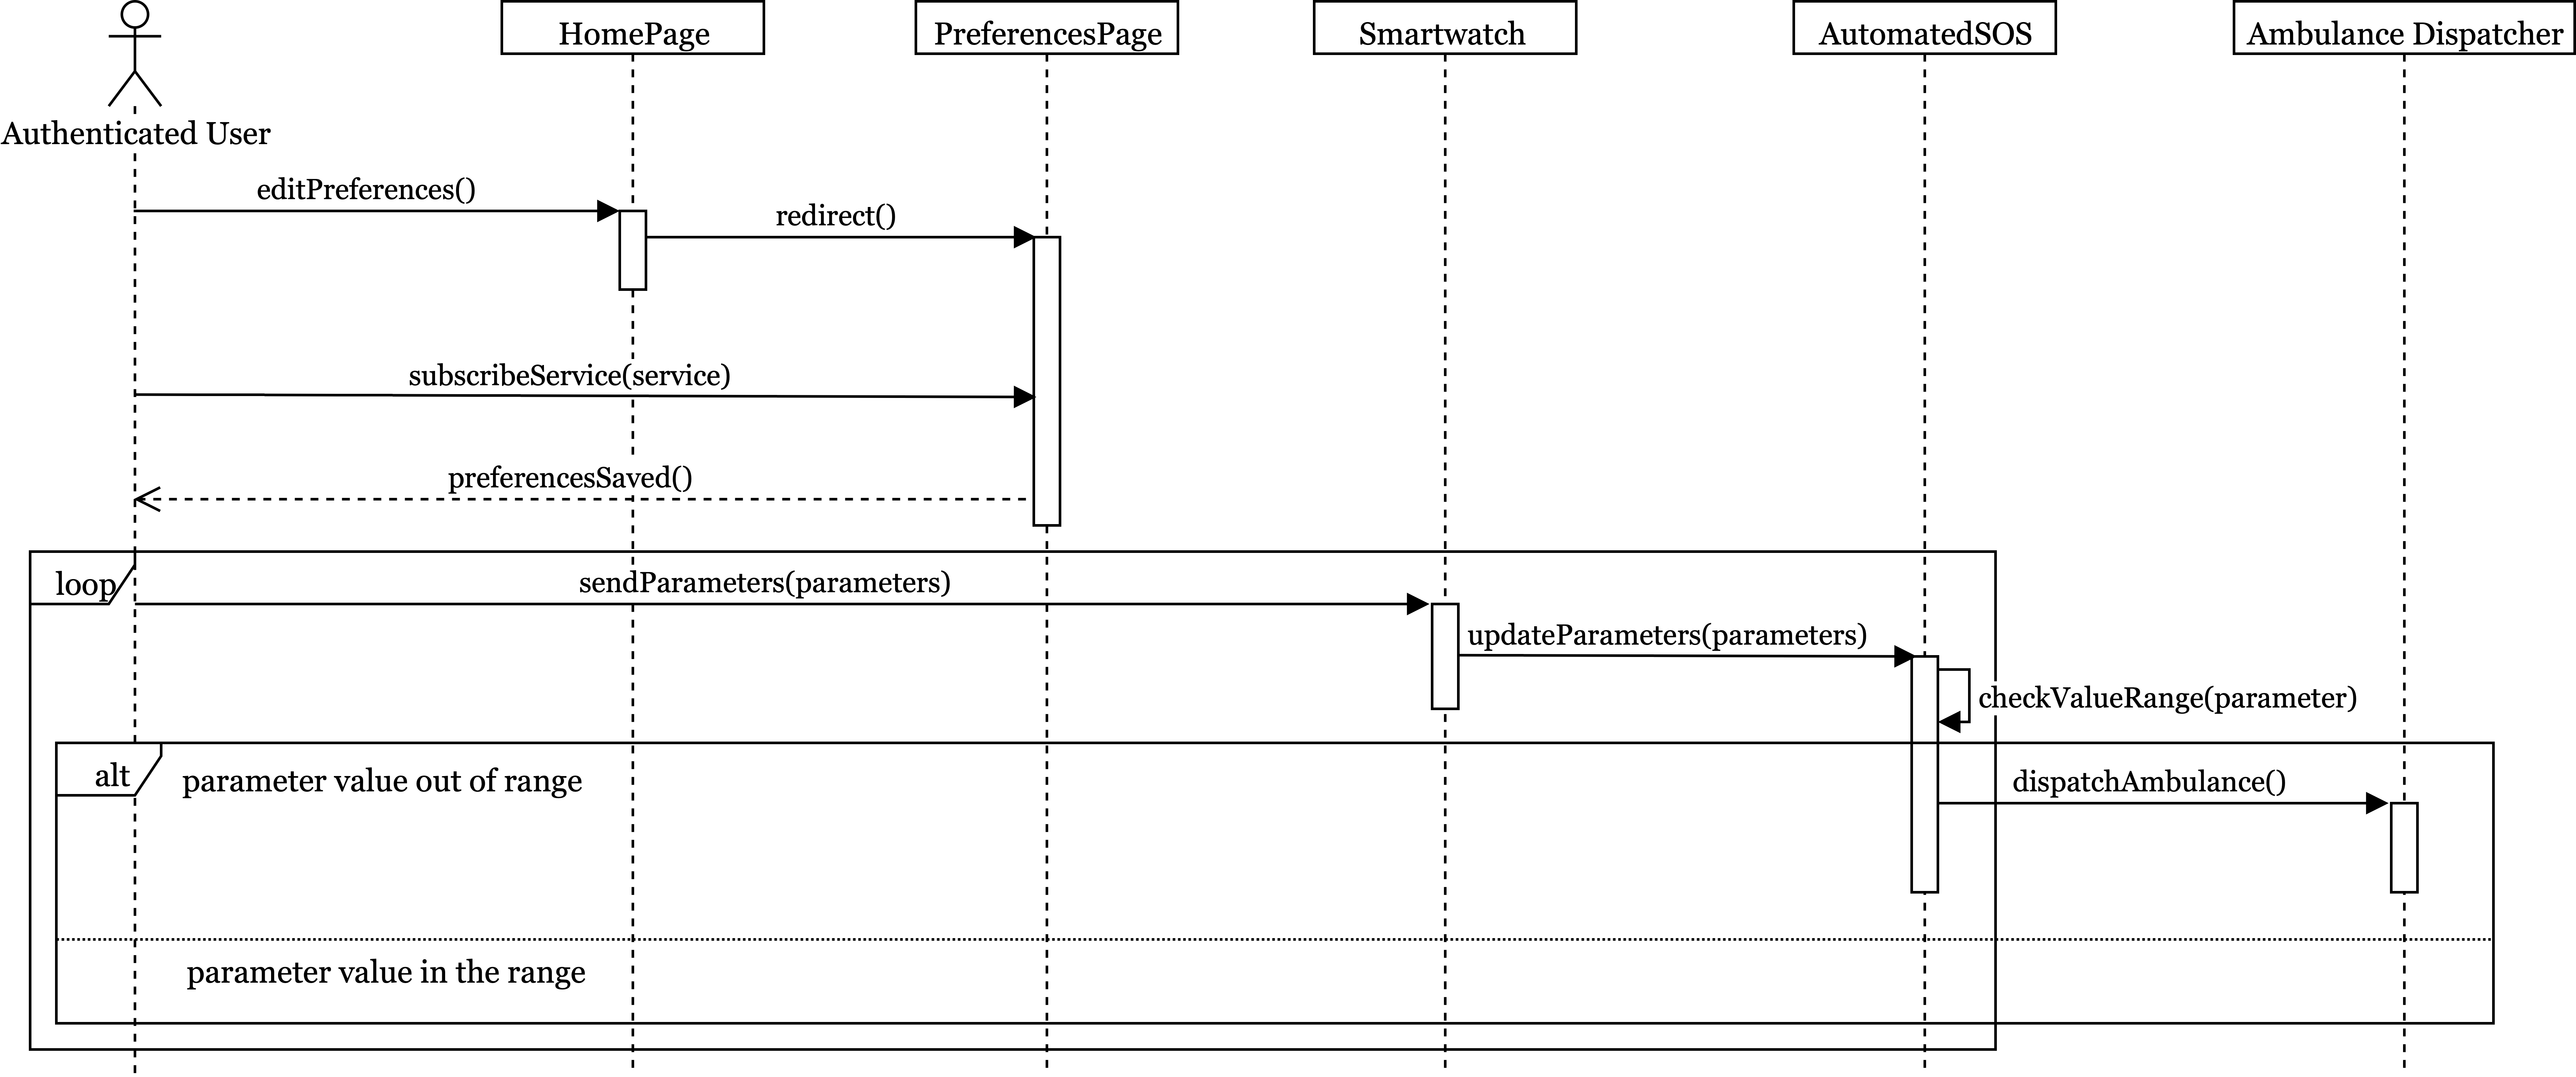 HomePage
PreferencesPage
Smartwatch
AutomatedSOS
Ambulance Dispatcher
Authenticated User
editPreferences()
redirect()
subscribeService(service)
preferencesSaved()
loop
sendParameters(parameters)
updateParameters(parameters)
checkValueRange(parameter)
alt
parameter value out of range
dispatchAmbulance()
parameter value in the range